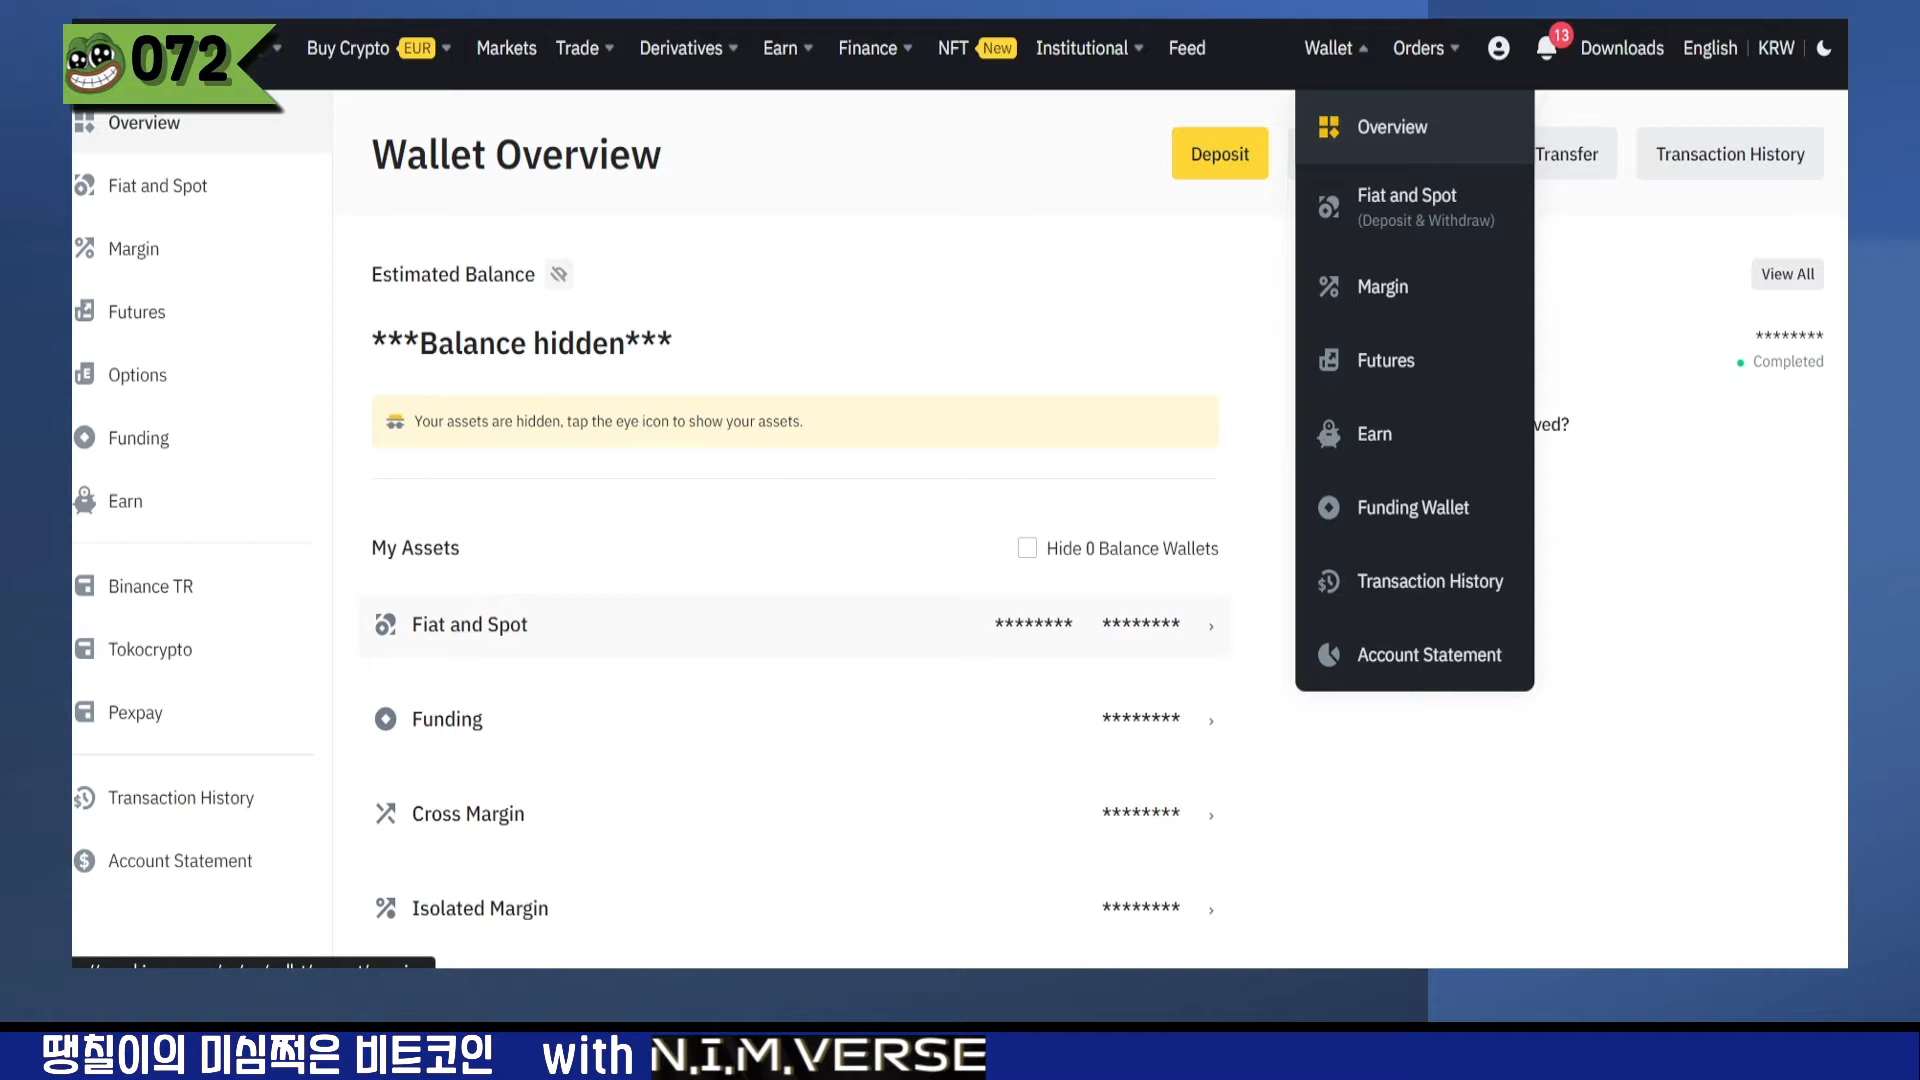 072
Buy Crypto EUR Markets Trade Derivatives Earn Finance NFT New Institutional Feed Wallet Orders 13 Downloads English KRW
Overview
Fiat and Spot
Margin
Futures
Options
Funding
Earn
Binance TR
Tokocrypto
Pexpay
Transaction History
Account Statement
Wallet Overview
Deposit
Transfer
Transaction History
Estimated Balance
***Balance hidden***
Your assets are hidden, tap the eye icon to show your assets.
My Assets
Hide 0 Balance Wallets
Fiat and Spot ******** ********
Funding ********
Cross Margin ********
Isolated Margin ********
Overview
Fiat and Spot
(Deposit & Withdraw)
Margin
Futures
Earn
Funding Wallet
Transaction History
Account Statement
View All
********
Completed
ved?
땡칠이의 미심쩍은 비트코인 with N.I.M.VERSE